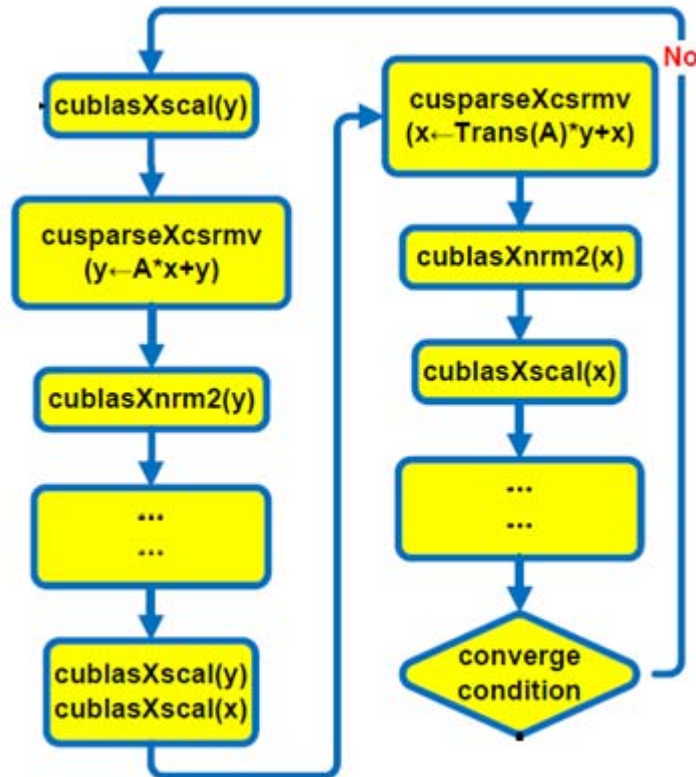 cublasXscal(y)
cusparseXcsrmv
(y←A*x+y)
cublasXnrm2(y)
...
...
cublasXscal(y)
cublasXscal(x)
cusparseXcsrmv
(x←Trans(A)*y+x)
cublasXnrm2(x)
cublasXscal(x)
...
...
converge
condition
No